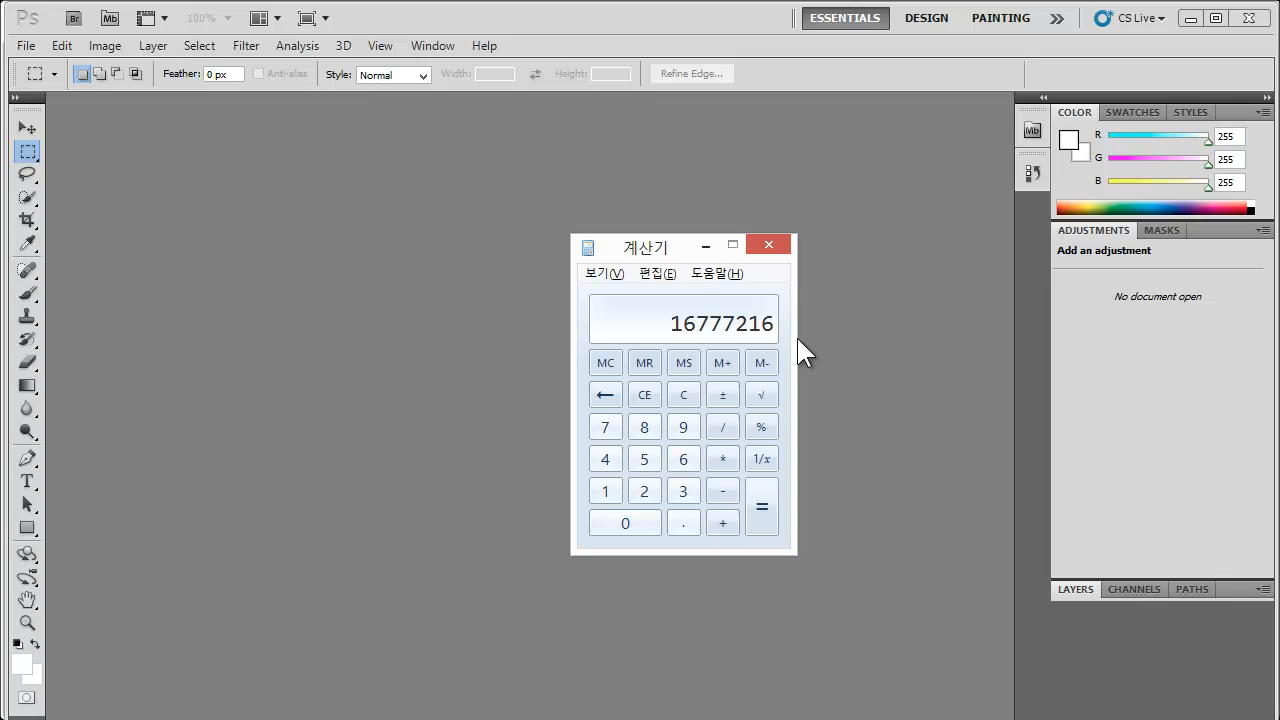 Ps Br Mb 100% ESSENTIALS DESIGN PAINTING CS Live
File Edit Image Layer Select Filter Analysis 3D View Window Help
Feather: 0 px Anti-alias Style: Normal Width: Height: Refine Edge...
COLOR SWATCHES STYLES
Mb
R 255
G 255
B 255
ADJUSTMENTS MASKS
Add an adjustment
No document open
계산기
보기(V) 편집(E) 도움말(H)
16777216
MC MR MS M+ M-
← CE C ± √
7 8 9 / %
4 5 6 * 1/x
1 2 3 - =
0 . +
T
LAYERS CHANNELS PATHS